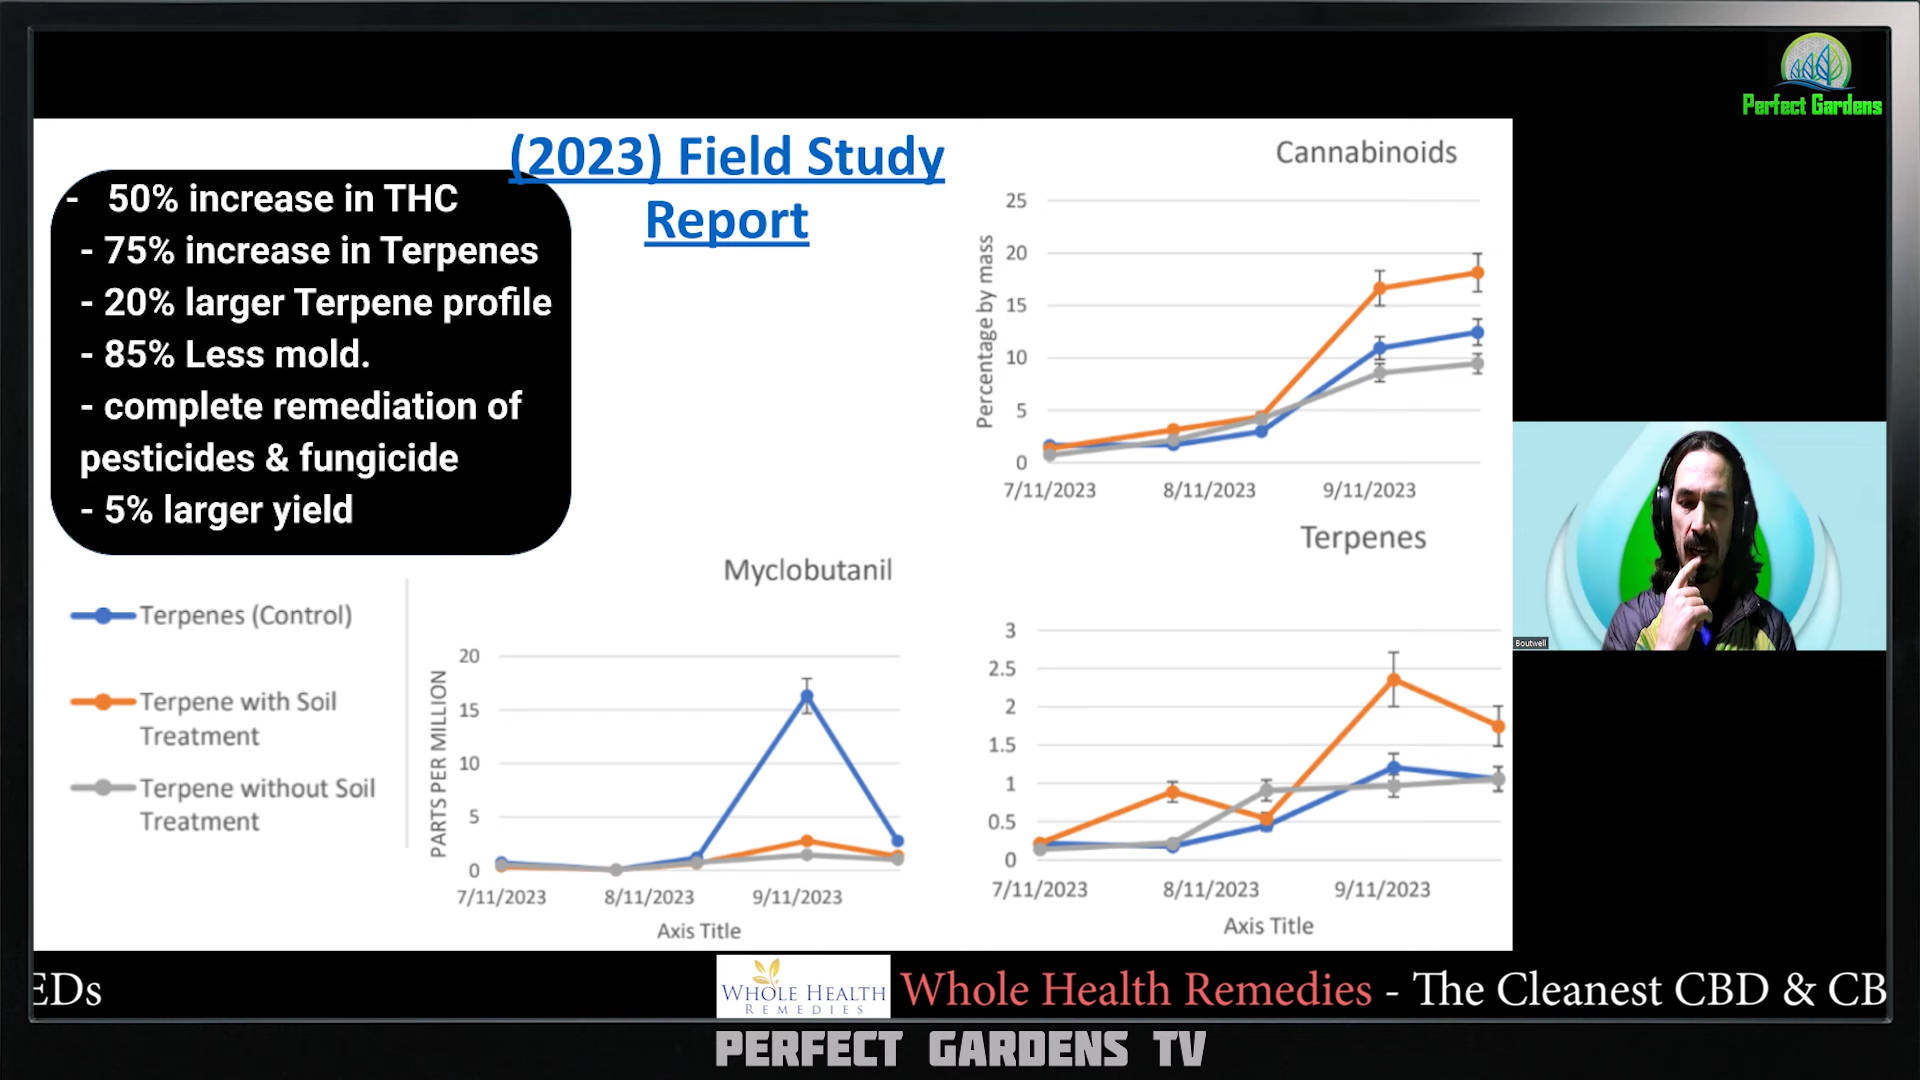 Perfect Gardens
(2023) Field Study
Report
- 50% increase in THC
- 75% increase in Terpenes
- 20% larger Terpene profile
- 85% Less mold.
- complete remediation of
pesticides & fungicide
- 5% larger yield
Cannabinoids
Percentage by mass
25
20
15
10
5
0
7/11/2023 8/11/2023 9/11/2023
Terpenes (Control)
Terpene with Soil
Treatment
Terpene without Soil
Treatment
Myclobutanil
PARTS PER MILLION
20
15
10
5
0
7/11/2023 8/11/2023 9/11/2023
Axis Title
Terpenes
3
2.5
2
1.5
1
0.5
0
7/11/2023 8/11/2023 9/11/2023
Axis Title
Boutwell
EDs
WHOLE HEALTH
REMEDIES
Whole Health Remedies - The Cleanest CBD & CB
PERFECT GARDENS TV